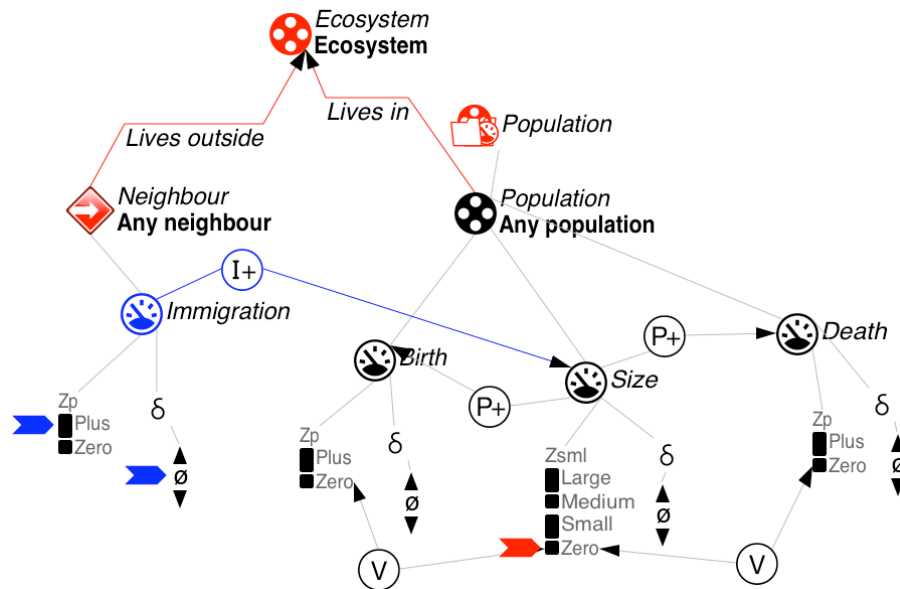 Ecosystem
Ecosystem
Lives outside
Lives in
Population
Neighbour
Any neighbour
Population
Any population
I+
Immigration
Birth
P+
Size
P+
Death
Zp
Plus
Zero
δ
ø
Zp
Plus
Zero
δ
ø
Zsml
Large
Medium
Small
Zero
δ
ø
Zp
Plus
Zero
δ
ø
V
V